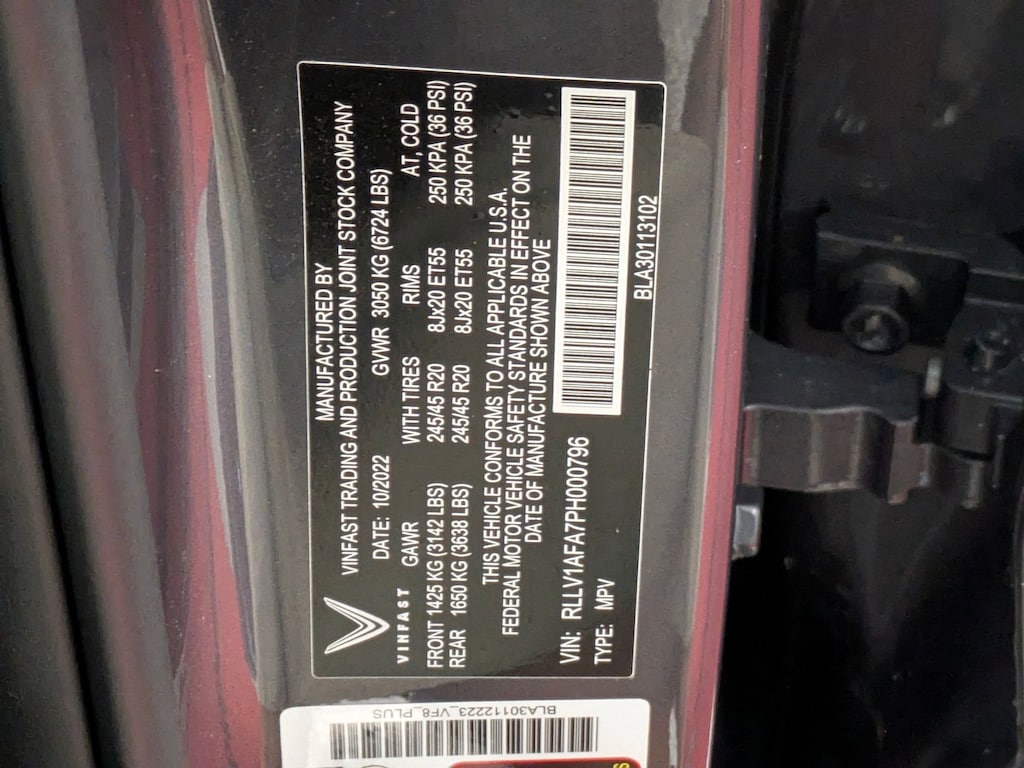 MANUFACTURED BY
VINFAST TRADING AND PRODUCTION JOINT STOCK COMPANY
DATE: 10/2022 GVWR 3050 KG (6724 LBS)
VINFAST
GAWR WITH TIRES RIMS AT, COLD
FRONT 1425 KG (3142 LBS) 245/45 R20 8Jx20 ET55 250 KPA (36 PSI)
REAR 1650 KG (3638 LBS) 245/45 R20 8Jx20 ET55 250 KPA (36 PSI)
THIS VEHICLE CONFORMS TO ALL APPLICABLE U.S.A.
FEDERAL MOTOR VEHICLE SAFETY STANDARDS IN EFFECT ON THE
DATE OF MANUFACTURE SHOWN ABOVE
VIN: RLLV1AFA7PH000796
TYPE: MPV
BLA30113102
BLA30112223_VF8_PLUS